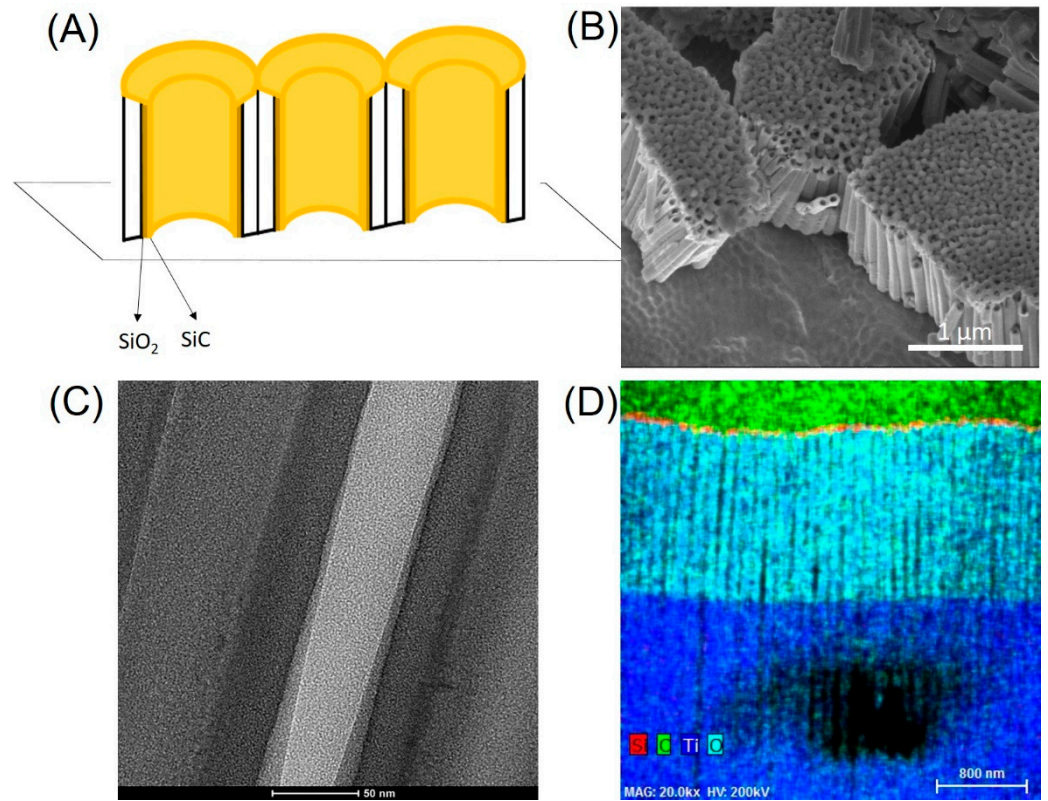 (A)
SiO₂
SiC
(B)
1 μm
(C)
50 nm
(D)
Si C Ti O
MAG: 20.0kx HV: 200kV
800 nm